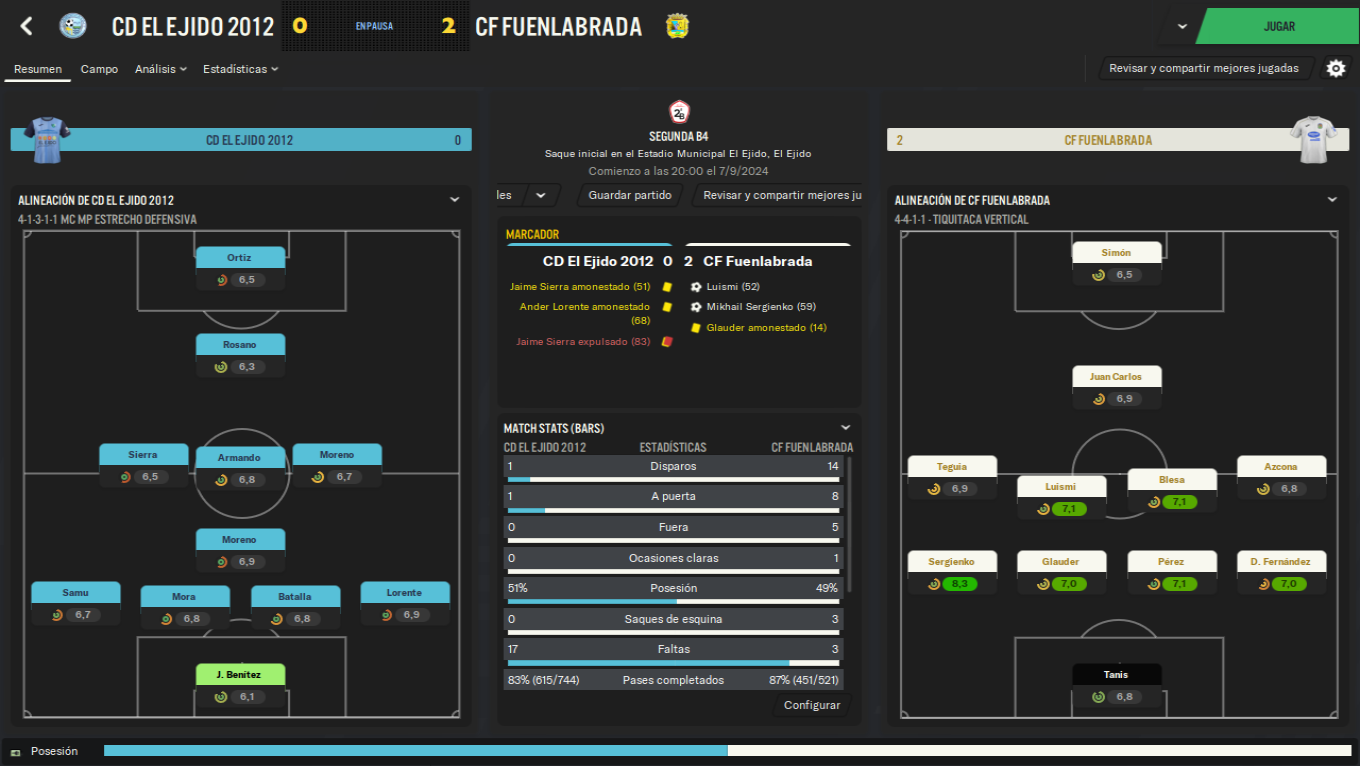 CD EL EJIDO 2012
0
EN PAUSA
2
CF FUENLABRADA
JUGAR
Resumen
Campo
Análisis
Estadísticas
Revisar y compartir mejores jugadas
CD EL EJIDO 2012
0
ALINEACIÓN DE CD EL EJIDO 2012
4-1-3-1-1 MC MP ESTRECHO DEFENSIVA
Ortiz
6,5
Rosano
6,3
Sierra
6,5
Armando
6,8
Moreno
6,7
Moreno
6,9
Samu
6,7
Mora
6,8
Batalla
6,8
Lorente
6,9
J. Benitez
6,1
2ªB
SEGUNDA B4
Saque inicial en el Estadio Municipal El Ejido, El Ejido
Comienzo a las 20:00 el 7/9/2024
les
Guardar partido
Revisar y compartir mejores ju
MARCADOR
CD El Ejido 2012 0 2 CF Fuenlabrada
Jaime Sierra amonestado (51)
Ander Lorente amonestado
(68)
Jaime Sierra expulsado (83)
Luismi (52)
Mikhail Sergienko (59)
Glauder amonestado (14)
MATCH STATS (BARS)
CD EL EJIDO 2012 ESTADÍSTICAS CF FUENLABRADA
1 Disparos 14
1 A puerta 8
0 Fuera 5
0 Ocasiones claras 1
51% Posesión 49%
0 Saques de esquina 3
17 Faltas 3
83% (615/744) Pases completados 87% (451/521)
Configurar
2
CF FUENLABRADA
ALINEACIÓN DE CF FUENLABRADA
4-4-1-1 - TIQUITACA VERTICAL
Simón
6,5
Juan Carlos
6,9
Teguia
6,9
Luismi
7,1
Blesa
7,1
Azcona
6,8
Sergienko
8,3
Glauder
7,0
Pérez
7,1
D. Fernández
7,0
Tanis
6,8
Posesión